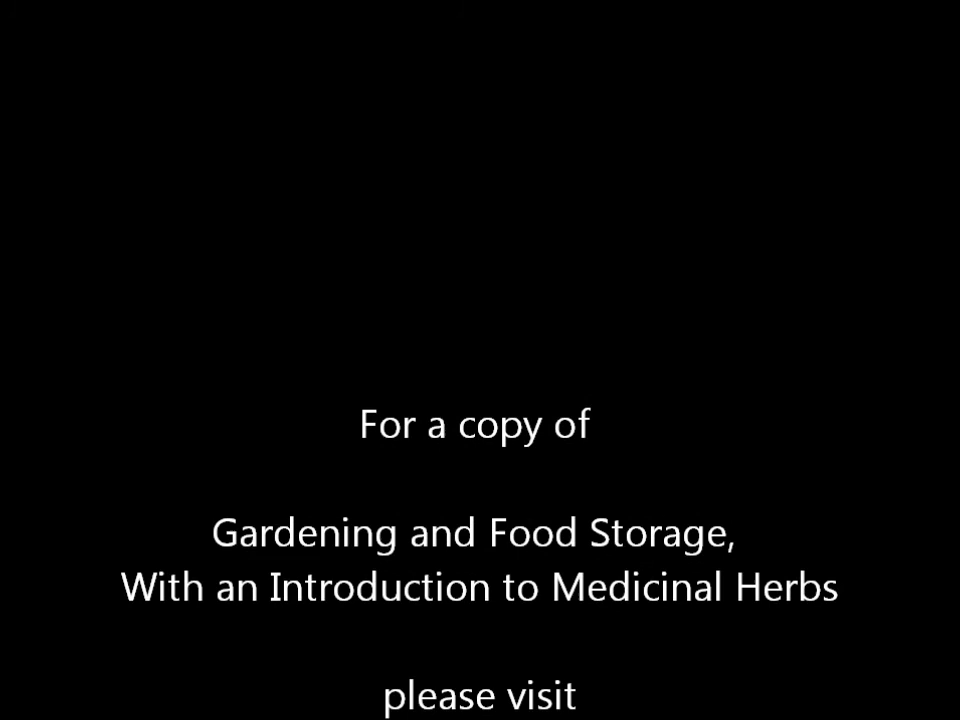 For a copy of
Gardening and Food Storage,
With an Introduction to Medicinal Herbs
please visit